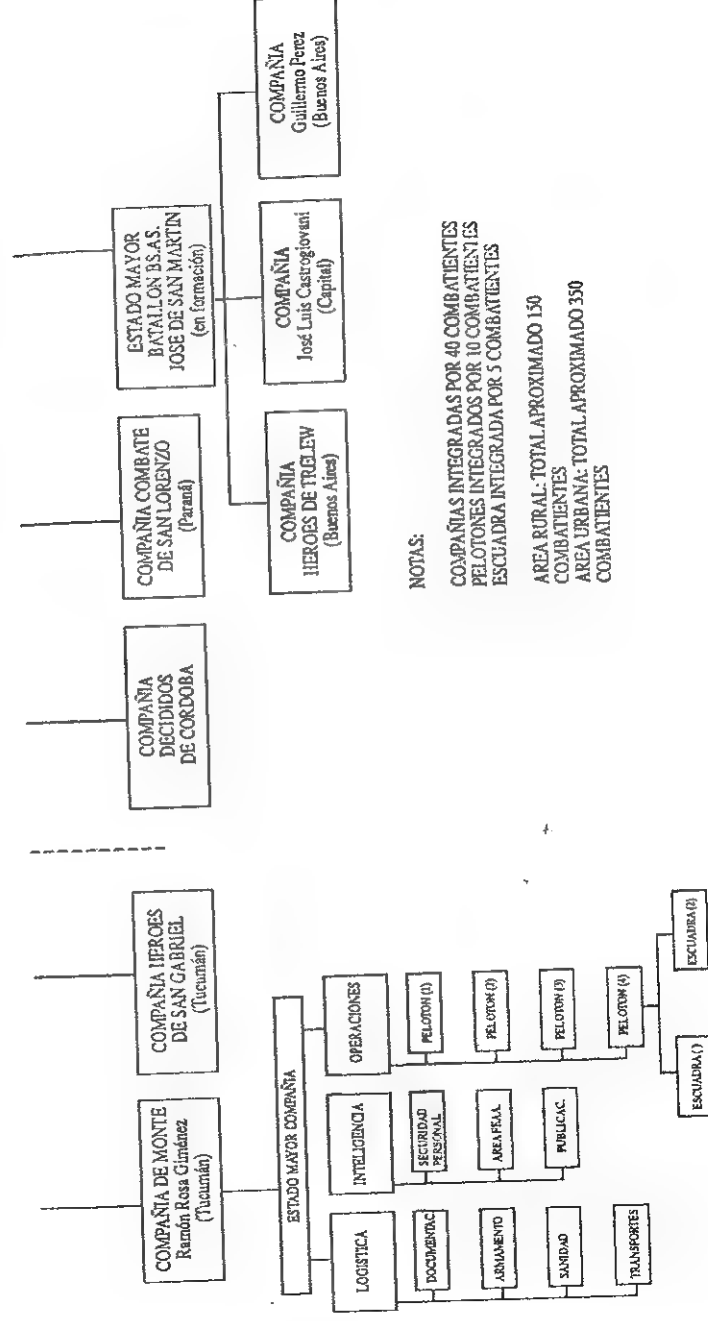 COMPAÑIA DE MONTE
Ramón Rosa Giménez
(Tucumán)
COMPAÑIA HEROES
DE SAN GABRIEL
(Tucumán)
COMPAÑIA
DECIDIDOS
DE CORDOBA
COMPAÑIA COMBATE
DE SAN LORENZO
(Paraná)
ESTADO MAYOR
BATALLON BS.AS.
JOSE DE SAN MARTIN
(en formación)
ESTADO MAYOR COMPAÑIA
LOGISTICA
DOCUMENTAC.
ARMAMENTO
SANIDAD
TRANSPORTES
INTELIGENCIA
SEGURIDAD
PERSONAL
AREA FF.AA.
PUBLICAC.
OPERACIONES
PELOTON (1)
PELOTON (2)
PELOTON (3)
PELOTON (4)
ESCUADRA ()
ESCUADRA (2)
COMPAÑIA
HEROES DE TRELEW
(Buenos Aires)
COMPAÑIA
José Luis Castrogiovani
(Capital)
COMPAÑIA
Guillermo Perez
(Buenos Aires)
NOTAS:
COMPAÑIAS INTEGRADAS POR 40 COMBATIENTES
PELOTONES INTEGRADOS POR 10 COMBATIENTES
ESCUADRA INTEGRADA POR 5 COMBATIENTES
AREA RURAL: TOTAL APROXIMADO 150
COMBATIENTES
AREA URBANA: TOTAL APROXIMADO 350
COMBATIENTES